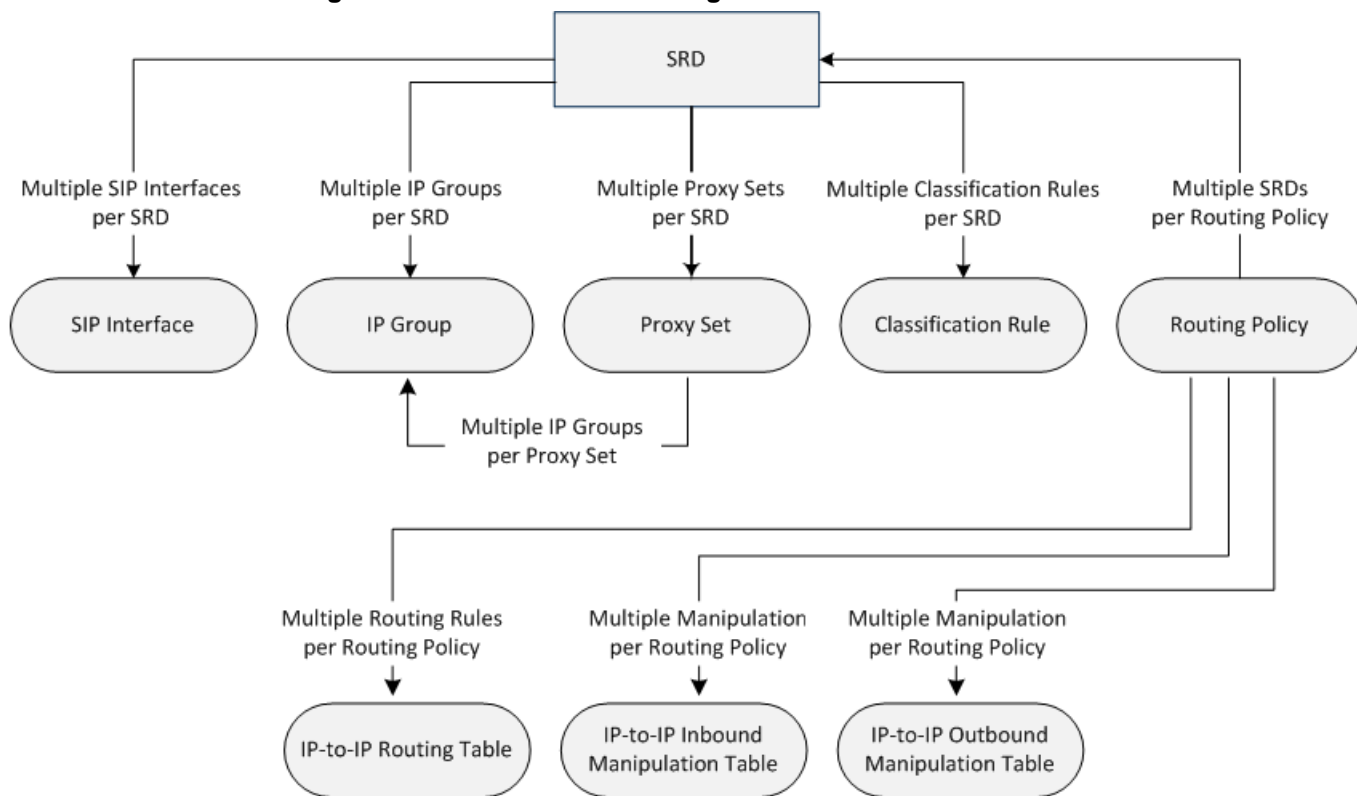 SRD
Multiple SIP Interfaces
per SRD
Multiple IP Groups
per SRD
Multiple Proxy Sets
per SRD
Multiple Classification Rules
per SRD
Multiple SRDs
per Routing Policy
SIP Interface
IP Group
Proxy Set
Classification Rule
Routing Policy
Multiple IP Groups
per Proxy Set
Multiple Routing Rules
per Routing Policy
Multiple Manipulation
per Routing Policy
Multiple Manipulation
per Routing Policy
IP-to-IP Routing Table
IP-to-IP Inbound
Manipulation Table
IP-to-IP Outbound
Manipulation Table